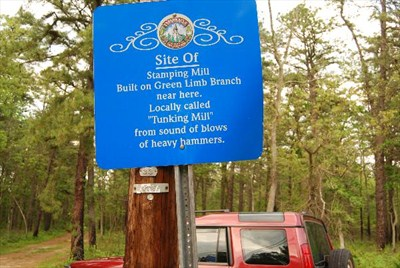 Site Of
Stamping Mill
Built on Green Limb Branch
near here.
Locally called
"Tunking Mill"
from sound of blows
of heavy hammers.